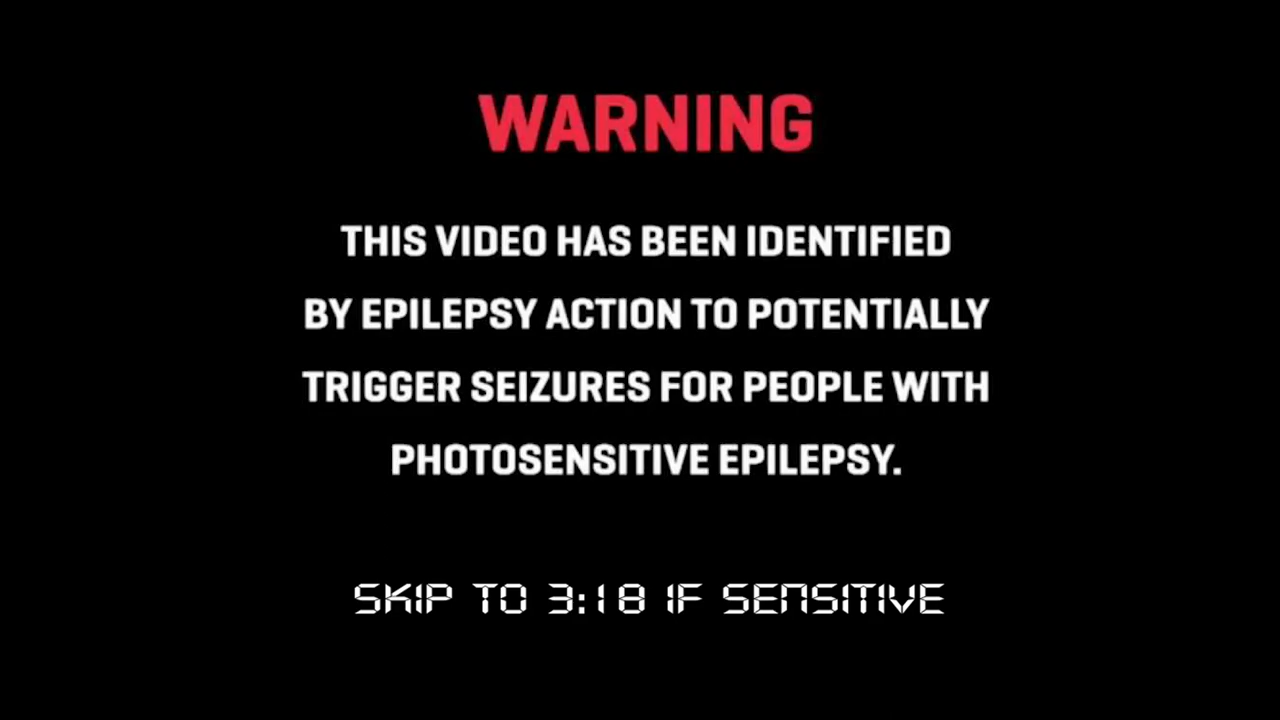 WARNING
THIS VIDEO HAS BEEN IDENTIFIED
BY EPILEPSY ACTION TO POTENTIALLY
TRIGGER SEIZURES FOR PEOPLE WITH
PHOTOSENSITIVE EPILEPSY.
SKIP TO 3:18 IF SENSITIVE